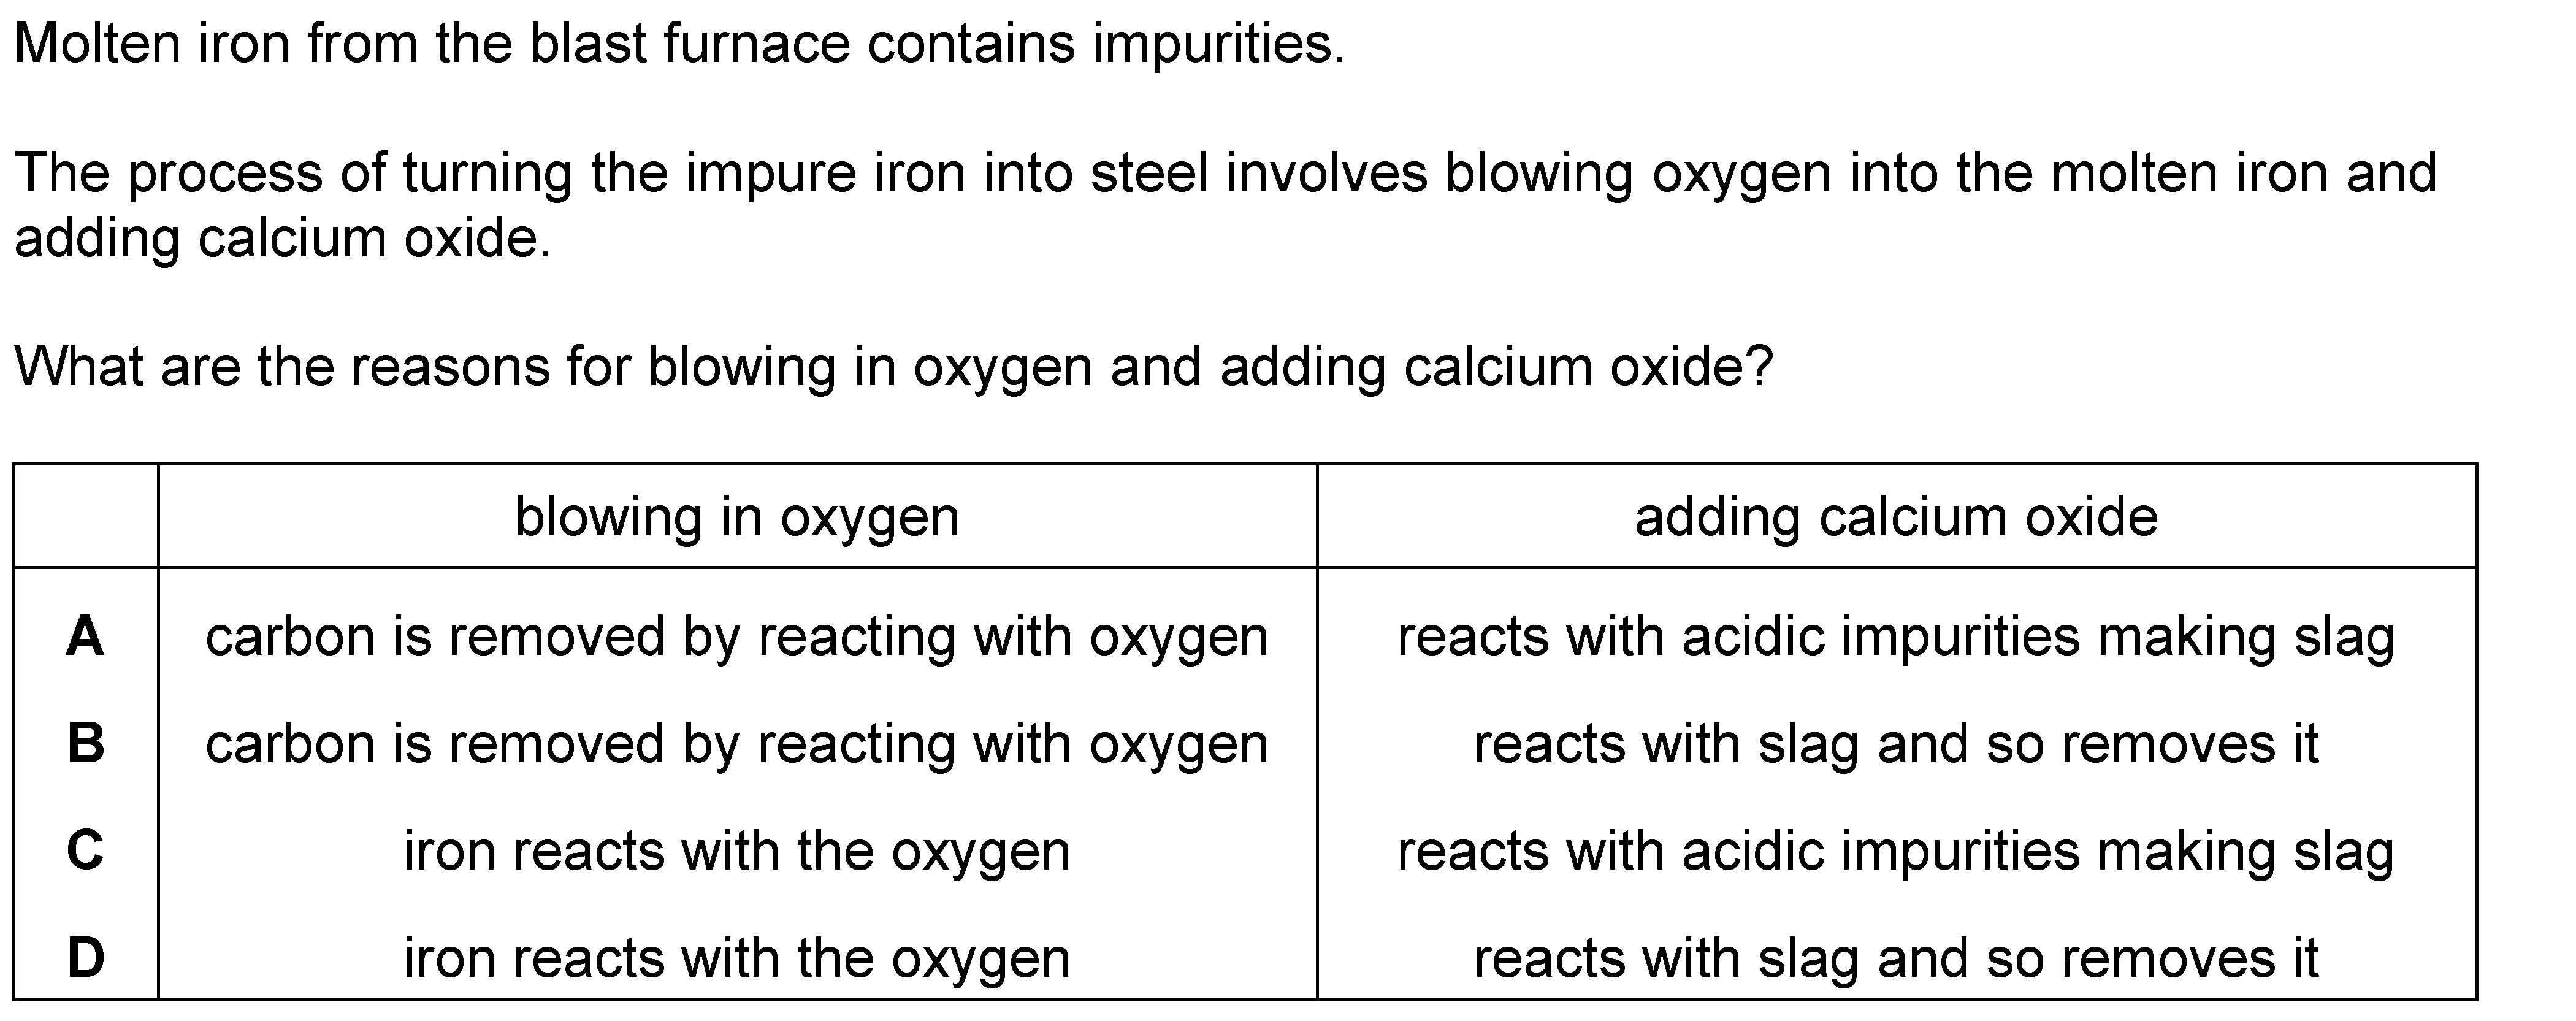 Molten iron from the blast furnace contains impurities.
The process of turning the impure iron into steel involves blowing oxygen into the molten iron and
adding calcium oxide.
What are the reasons for blowing in oxygen and adding calcium oxide?
blowing in oxygen adding calcium oxide
A carbon is removed by reacting with oxygen reacts with acidic impurities making slag
B carbon is removed by reacting with oxygen reacts with slag and so removes it
C iron reacts with the oxygen reacts with acidic impurities making slag
D iron reacts with the oxygen reacts with slag and so removes it